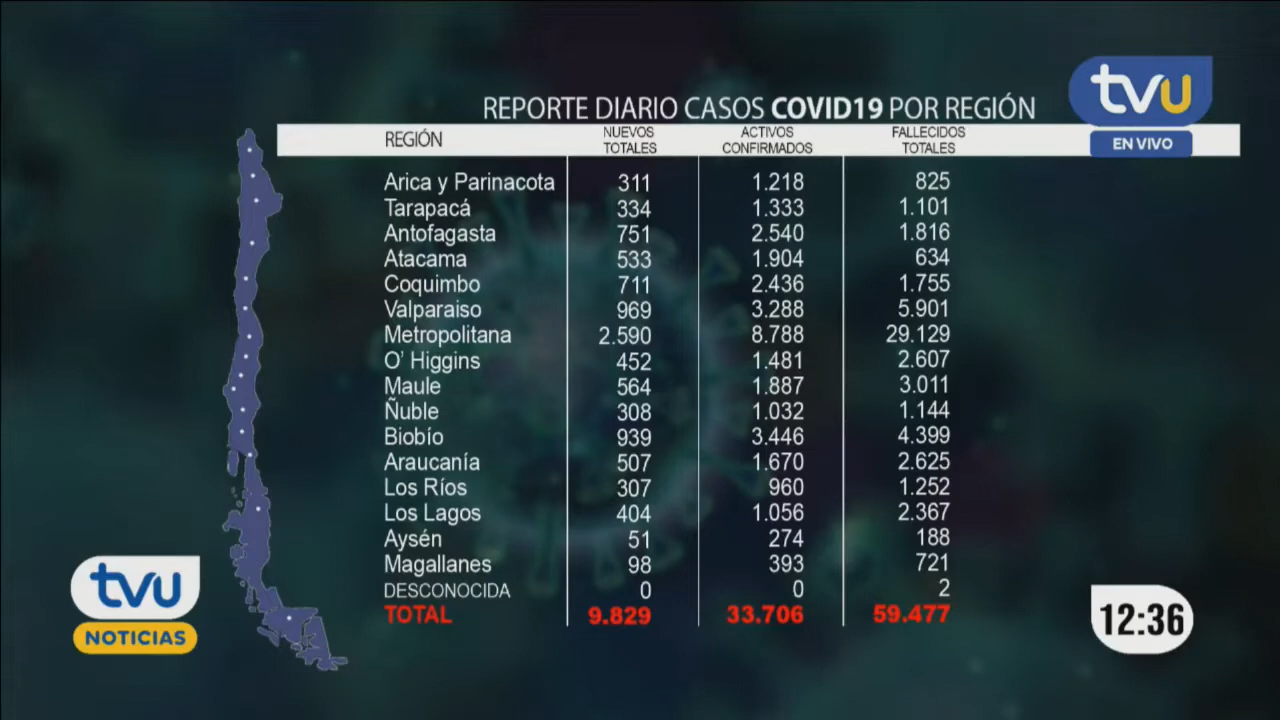 REPORTE DIARIO CASOS COVID19 POR REGIÓN
tvu
EN VIVO
REGIÓN NUEVOS TOTALES ACTIVOS CONFIRMADOS FALLECIDOS TOTALES
Arica y Parinacota 311 1.218 825
Tarapacá 334 1.333 1.101
Antofagasta 751 2.540 1.816
Atacama 533 1.904 634
Coquimbo 711 2.436 1.755
Valparaiso 969 3.288 5.901
Metropolitana 2.590 8.788 29.129
O' Higgins 452 1.481 2.607
Maule 564 1.887 3.011
Ñuble 308 1.032 1.144
Biobío 939 3.446 4.399
Araucanía 507 1.670 2.625
Los Ríos 307 960 1.252
Los Lagos 404 1.056 2.367
Aysén 51 274 188
Magallanes 98 393 721
DESCONOCIDA 0 0 2
TOTAL 9.829 33.706 59.477
tvu
NOTICIAS
12:36